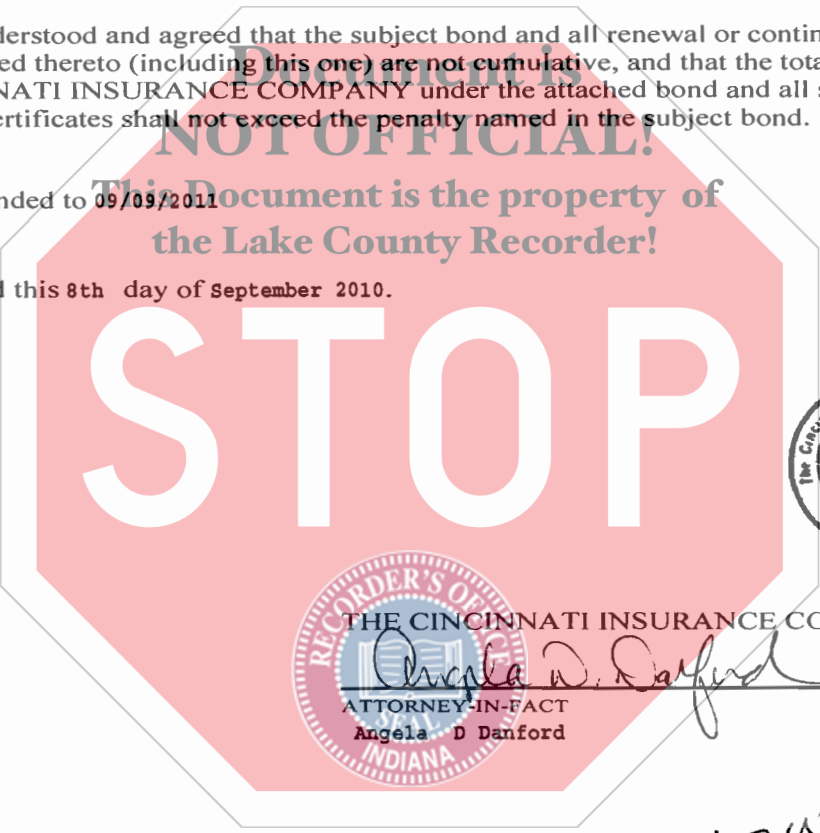 derstood and agreed that the subject bond and all renewal or contin
ed thereto (including this one) are not cumulative, and that the tota
NATI INSURANCE COMPANY under the attached bond and all s
ertificates shall not exceed the penalty named in the subject bond.
Document is
NOT OFFICIAL!
This Document is the property of
the Lake County Recorder!
nded to 09/09/2011
d this 8th day of September 2010.
STOP
THE CINCI
RECORDER'S OFFICE
SEAL
INDIANA
THE CINCINNATI INSURANCE CO
Angela D. Danford
ATTORNEY-IN-FACT
Angela D Danford